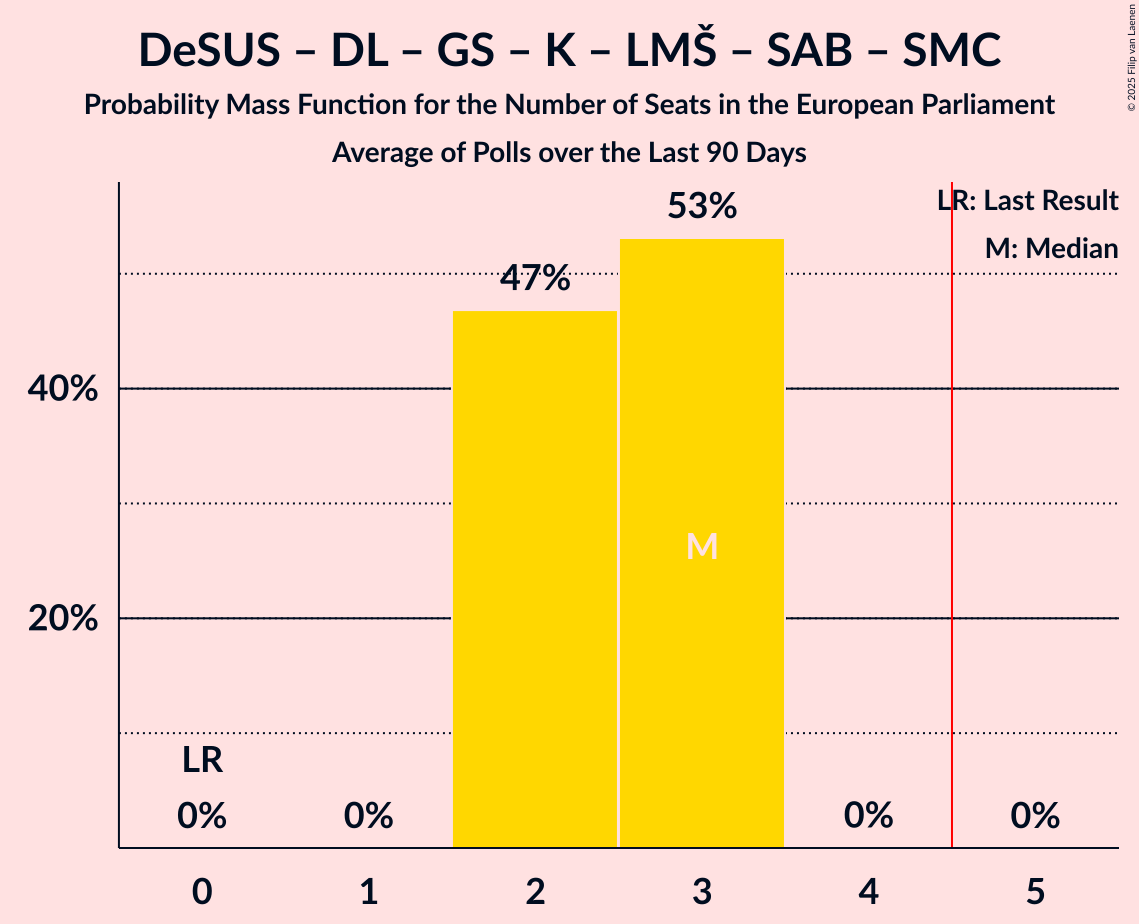 DeSUS – DL – GS – K – LMŠ – SAB – SMC
Probability Mass Function for the Number of Seats in the European Parliament
Average of Polls over the Last 90 Days
© 2025 Filip van Laenen
LR: Last Result
M: Median
53%
47%
40%
M
20%
LR
0%
0%
0%
0%
0
1
2
3
4
5